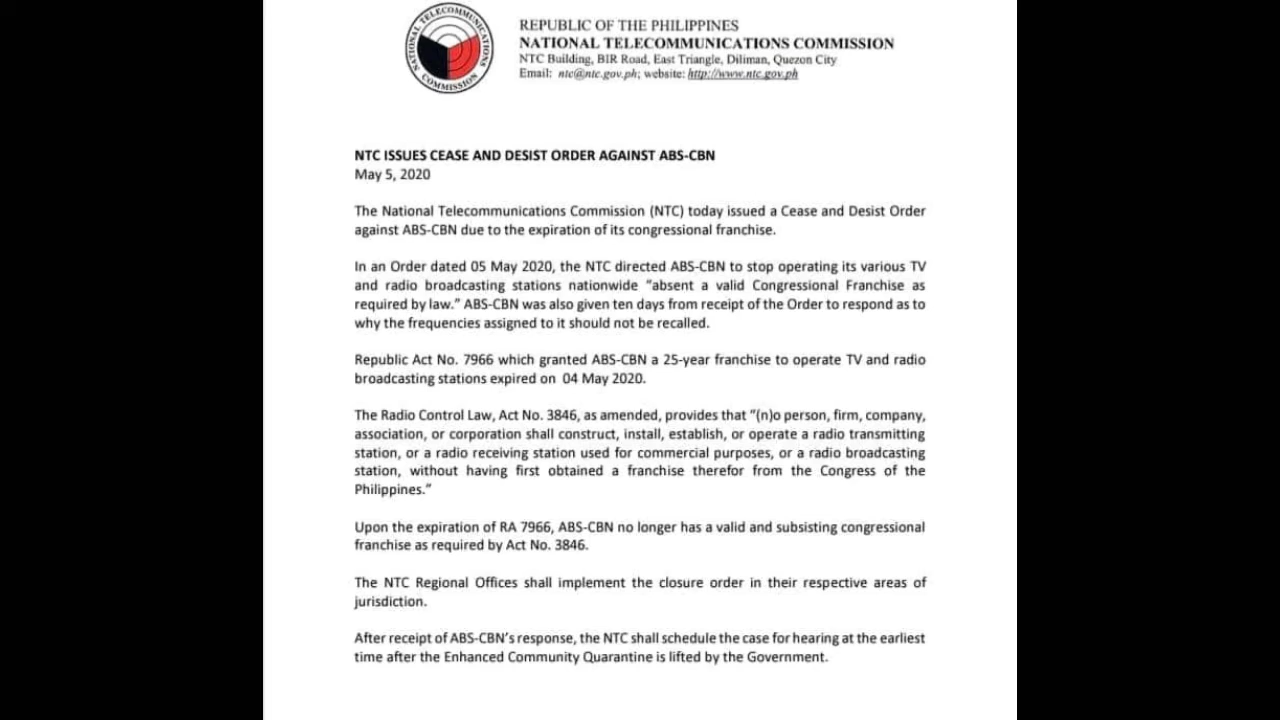 NATIONAL TELECOMMUNICATIONS COMMISSION
REPUBLIC OF THE PHILIPPINES
NATIONAL TELECOMMUNICATIONS COMMISSION
NTC Building, BIR Road, East Triangle, Diliman, Quezon City
Email: ntc@ntc.gov.ph; website: http://www.ntc.gov.ph
NTC ISSUES CEASE AND DESIST ORDER AGAINST ABS-CBN
May 5, 2020
The National Telecommunications Commission (NTC) today issued a Cease and Desist Order
against ABS-CBN due to the expiration of its congressional franchise.
In an Order dated 05 May 2020, the NTC directed ABS-CBN to stop operating its various TV
and radio broadcasting stations nationwide “absent a valid Congressional Franchise as
required by law.” ABS-CBN was also given ten days from receipt of the Order to respond as to
why the frequencies assigned to it should not be recalled.
Republic Act No. 7966 which granted ABS-CBN a 25-year franchise to operate TV and radio
broadcasting stations expired on 04 May 2020.
The Radio Control Law, Act No. 3846, as amended, provides that “(n)o person, firm, company,
association, or corporation shall construct, install, establish, or operate a radio transmitting
station, or a radio receiving station used for commercial purposes, or a radio broadcasting
station, without having first obtained a franchise therefor from the Congress of the
Philippines.”
Upon the expiration of RA 7966, ABS-CBN no longer has a valid and subsisting congressional
franchise as required by Act No. 3846.
The NTC Regional Offices shall implement the closure order in their respective areas of
jurisdiction.
After receipt of ABS-CBN’s response, the NTC shall schedule the case for hearing at the earliest
time after the Enhanced Community Quarantine is lifted by the Government.